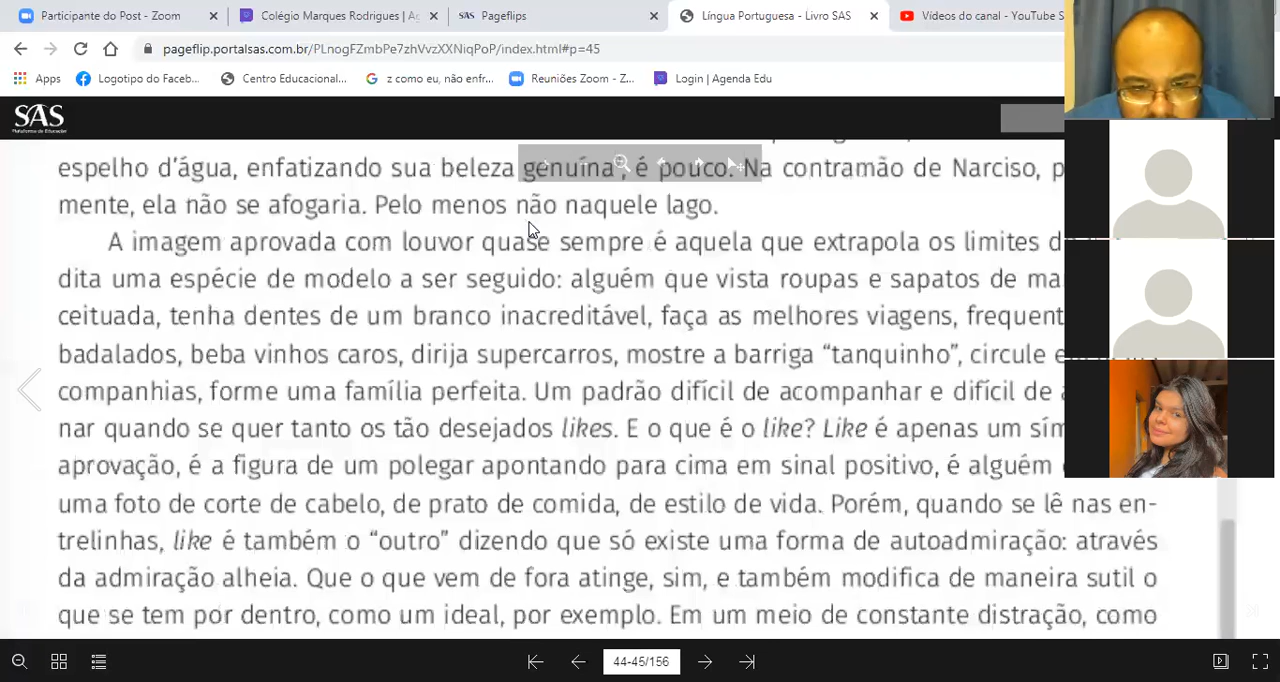 Participante do Post - Zoom
Colégio Marques Rodrigues | Ag
SAS Pageflips
Língua Portuguesa - Livro SAS
Vídeos do canal - YouTube S
pageflip.portalsas.com.br/PLnogFZmbPe7zhVvzXXNiqPoP/index.html#p=45
Apps
Logotipo do Faceb...
Centro Educacional...
z como eu, não enfr...
Reuniões Zoom - Z...
Login | Agenda Edu
SAS
Plataforma de Educação
espelho d'água, enfatizando sua beleza genuína", é pouco. Na contramão de Narciso, p
mente, ela não se afogaria. Pelo menos não naquele lago.
A imagem aprovada com louvor quase sempre é aquela que extrapola os limites d
dita uma espécie de modelo a ser seguido: alguém que vista roupas e sapatos de ma
ceituada, tenha dentes de um branco inacreditável, faça as melhores viagens, frequent
badalados, beba vinhos caros, dirija supercarros, mostre a barriga "tanquinho", circule
companhias, forme uma família perfeita. Um padrão difícil de acompanhar e difícil de a
nar quando se quer tanto os tão desejados likes. E o que é o like? Like é apenas um sím
aprovação, é a figura de um polegar apontando para cima em sinal positivo, é alguém
uma foto de corte de cabelo, de prato de comida, de estilo de vida. Porém, quando se lê nas en-
trelinhas, like é também o "outro" dizendo que só existe uma forma de autoadmiração: através
da admiração alheia. Que o que vem de fora atinge, sim, e também modifica de maneira sutil o
que se tem por dentro, como um ideal, por exemplo. Em um meio de constante distração, como
44-45/156